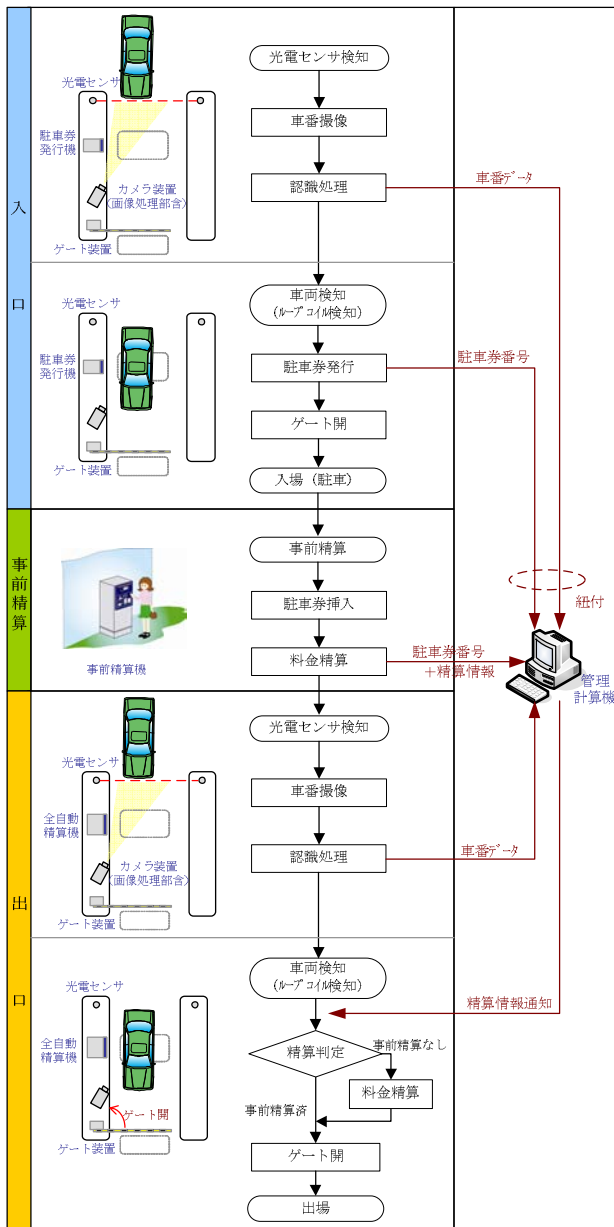 入
口
光電センサ
駐車券
発行機
カメラ装置
(画像処理部含)
ゲート装置
光電センサ検知
車番撮像
認識処理
車番データ
光電センサ
駐車券
発行機
ゲート装置
車両検知
(ループコイル検知)
駐車券発行
駐車券番号
ゲート開
入場（駐車）
事前精算
事前精算機
事前精算
駐車券挿入
料金精算
駐車券番号
＋精算情報
紐付
管理
計算機
出
口
光電センサ
全自動
精算機
カメラ装置
(画像処理部含)
ゲート装置
光電センサ検知
車番撮像
認識処理
車番データ
光電センサ
全自動
精算機
ゲート開
ゲート装置
車両検知
(ループコイル検知)
精算情報通知
精算判定
事前精算なし
料金精算
事前精算済
ゲート開
出場